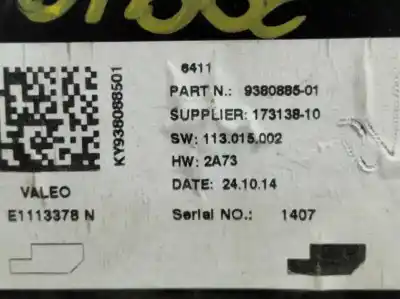 6411
PART N.: 9380885-01
SUPPLIER: 173138-10
SW: 113.015.002
HW: 2A73
DATE: 24.10.14
Serial NO.: 1407
KY938088501
VALEO
E1113378 N